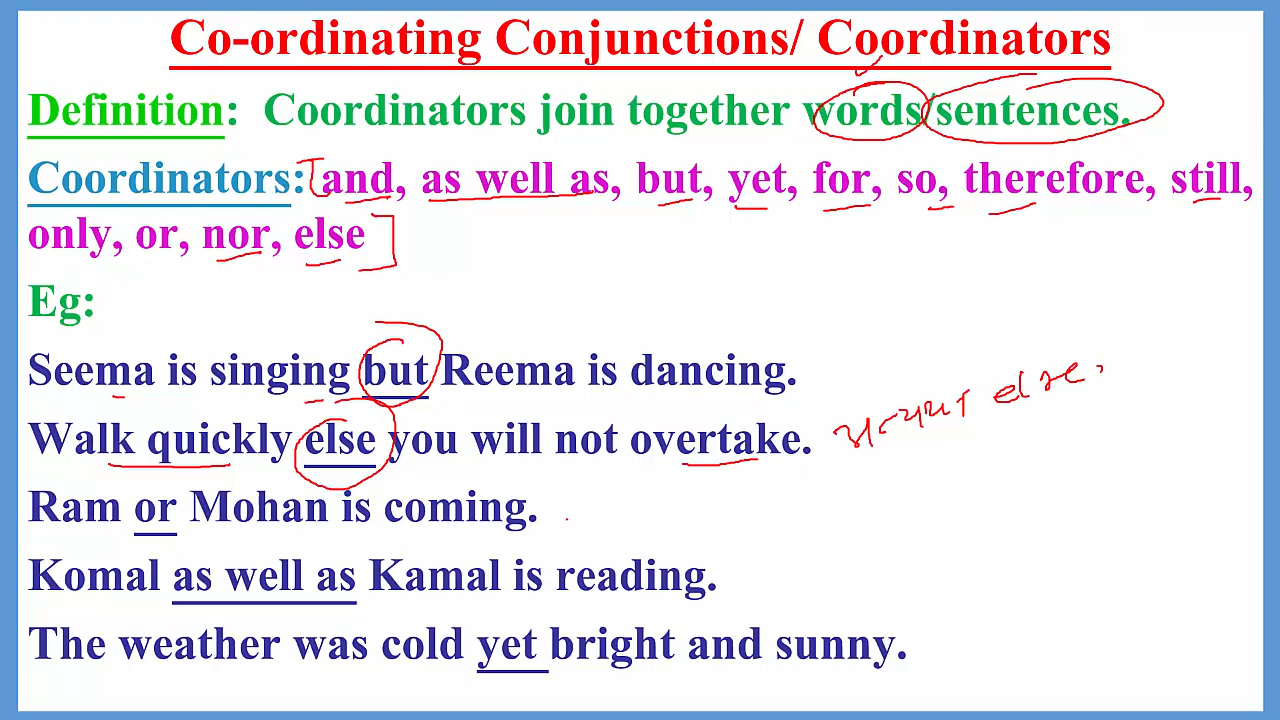 Co-ordinating Conjunctions/ Coordinators
Definition: Coordinators join together words/sentences.
Coordinators: and, as well as, but, yet, for, so, therefore, still,
only, or, nor, else
Eg:
Seema is singing but Reema is dancing.
Walk quickly else you will not overtake. अन्यथा else
Ram or Mohan is coming.
Komal as well as Kamal is reading.
The weather was cold yet bright and sunny.